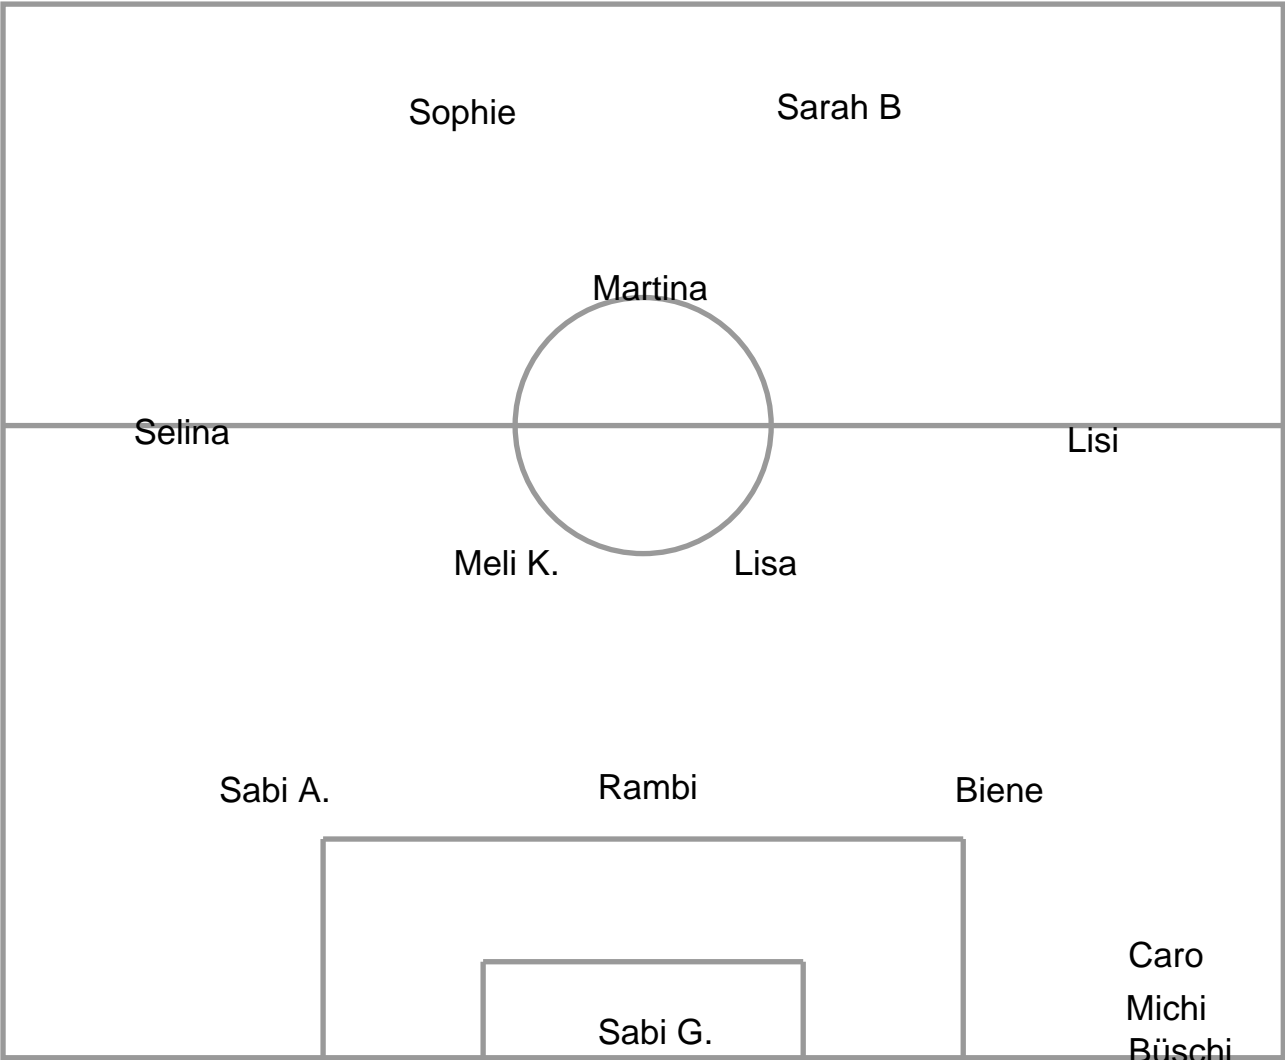 Sophie
Sarah B
Martina
Selina
Lisi
Meli K.
Lisa
Sabi A.
Rambi
Biene
Caro
Michi
Sabi G.
Büschi